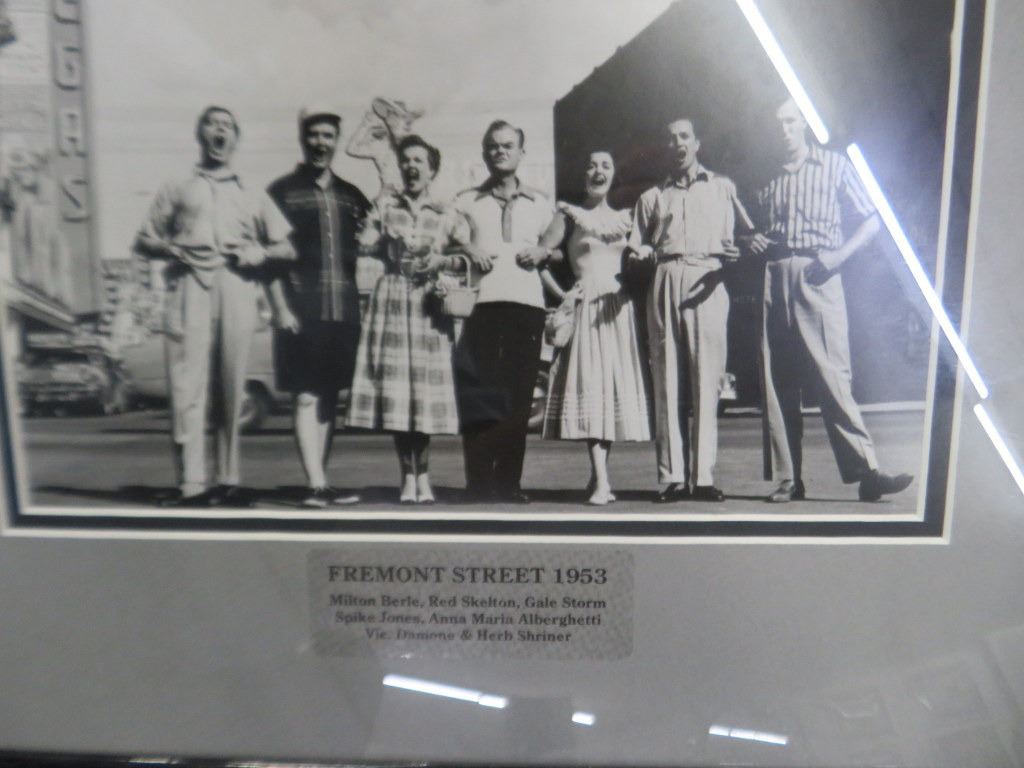 FREMONT STREET 1953
Milton Berle, Red Skelton, Gale Storm
Spike Jones, Anna Maria Alberghetti
Vic. Damone & Herb Shriner